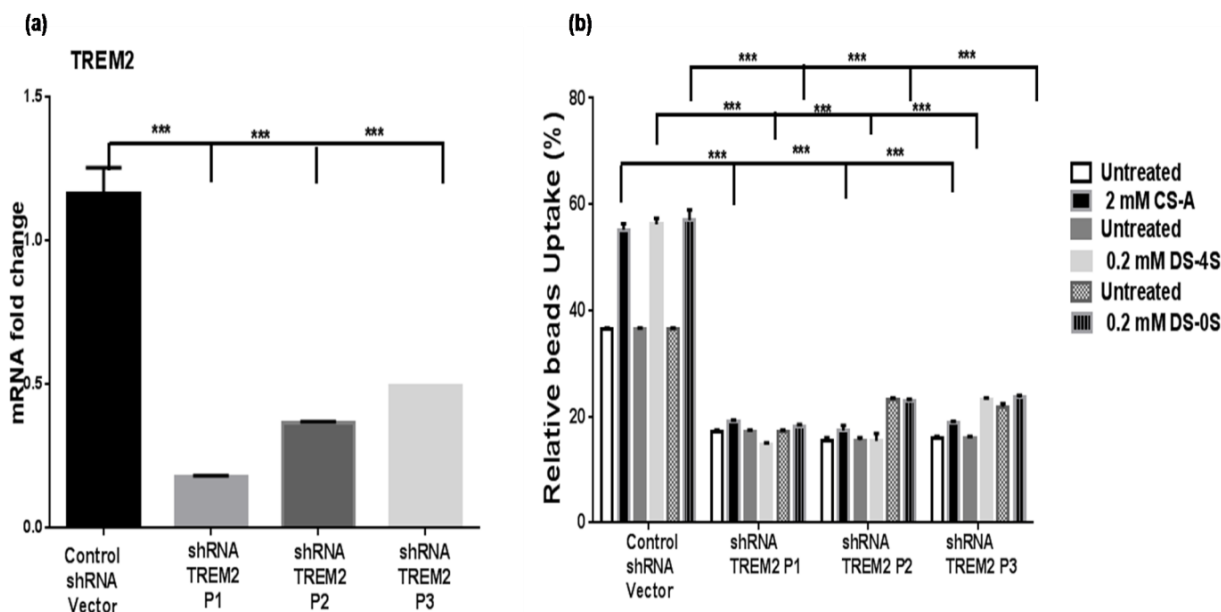 (a)
TREM2
mRNA fold change
1.5
1.0
0.5
0.0
***
***
***
Control
shRNA
Vector
shRNA
TREM2
P1
shRNA
TREM2
P2
shRNA
TREM2
P3
(b)
Relative beads Uptake (%)
80
60
40
20
0
***
***
***
***
***
***
***
***
***
Control
shRNA
Vector
shRNA
TREM2 P1
shRNA
TREM2 P2
shRNA
TREM2 P3
Untreated
2 mM CS-A
Untreated
0.2 mM DS-4S
Untreated
0.2 mM DS-0S